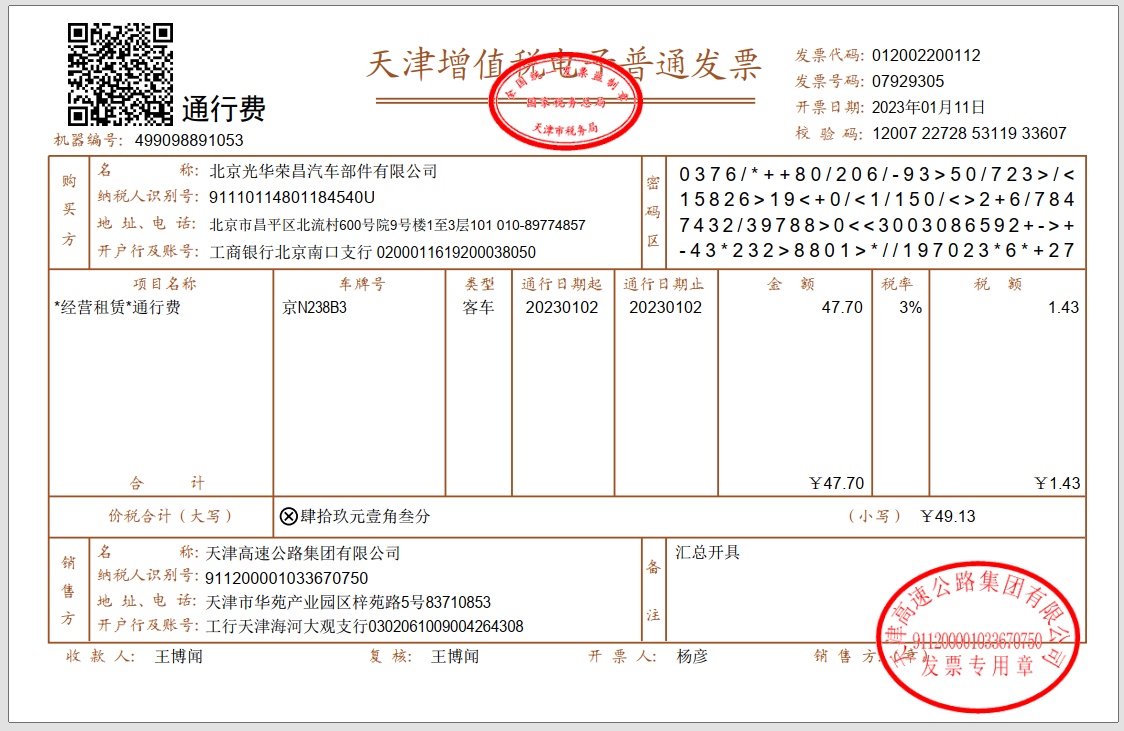 天津增值税电子普通发票
通行费
发票代码: 012002200112
发票号码: 07929305
开票日期: 2023年01月11日
校 验 码: 12007 22728 53119 33607
机器编号: 499098891053
全国统一发票监制章
国家税务总局
天津市税务局
购买方
名 称: 北京光华荣昌汽车部件有限公司
纳税人识别号: 91110114801184540U
地 址、电 话: 北京市昌平区北流村600号院9号楼1至3层101 010-89774857
开户行及账号: 工商银行北京南口支行 0200011619200038050
密码区
0376/*++80/206/-93>50/723>/<
15826>19<+0/<1/150/<>2+6/784
7432/39788>0<<3003086592+->+
-43*232>8801>*//197023*6*+27
项目名称 车牌号 类型 通行日期起 通行日期止 金 额 税率 税 额
*经营租赁*通行费 京N238B3 客车 20230102 20230102 47.70 3% 1.43
合 计 ￥47.70 ￥1.43
价税合计（大写） ⊗肆拾玖元壹角叁分 （小写） ￥49.13
销售方
名 称: 天津高速公路集团有限公司
纳税人识别号: 911200001033670750
地 址、电 话: 天津市华苑产业园区梓苑路5号83710853
开户行及账号: 工行天津海河大观支行0302061009004264308
备注
汇总开具
收 款 人: 王博闻 复 核: 王博闻 开 票 人: 杨彦 销 售 方:（章）
天津高速公路集团有限公司
911200001033670750
发票专用章